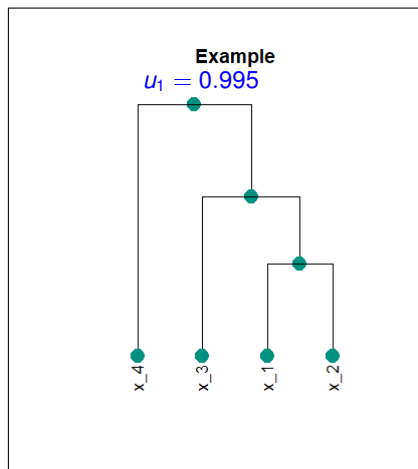 Example
u₁ = 0.995
x_4
x_3
x_1
x_2